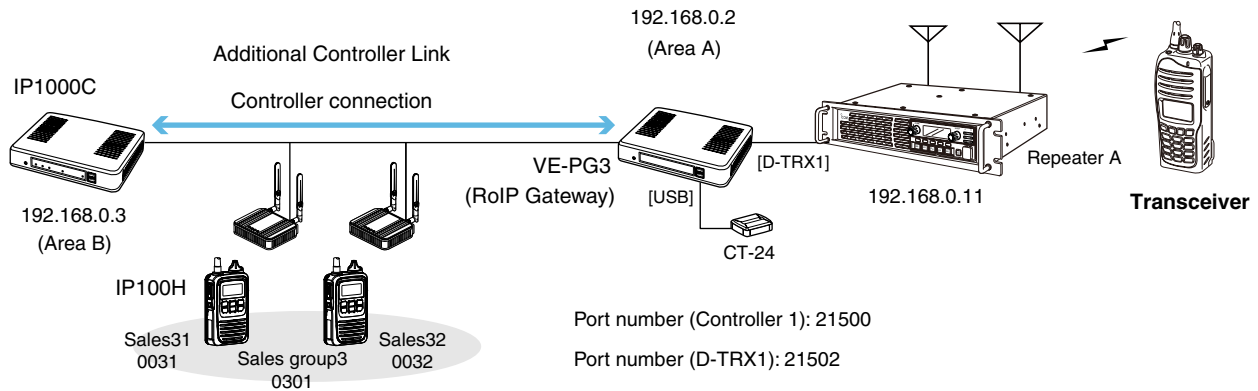 192.168.0.2
(Area A)
Additional Controller Link
IP1000C
Controller connection
VE-PG3
(RoIP Gateway)
[D-TRX1]
[USB]
Repeater A
192.168.0.11
Transceiver
192.168.0.3
(Area B)
CT-24
IP100H
Sales31
0031
Sales group3
0301
Sales32
0032
Port number (Controller 1): 21500
Port number (D-TRX1): 21502